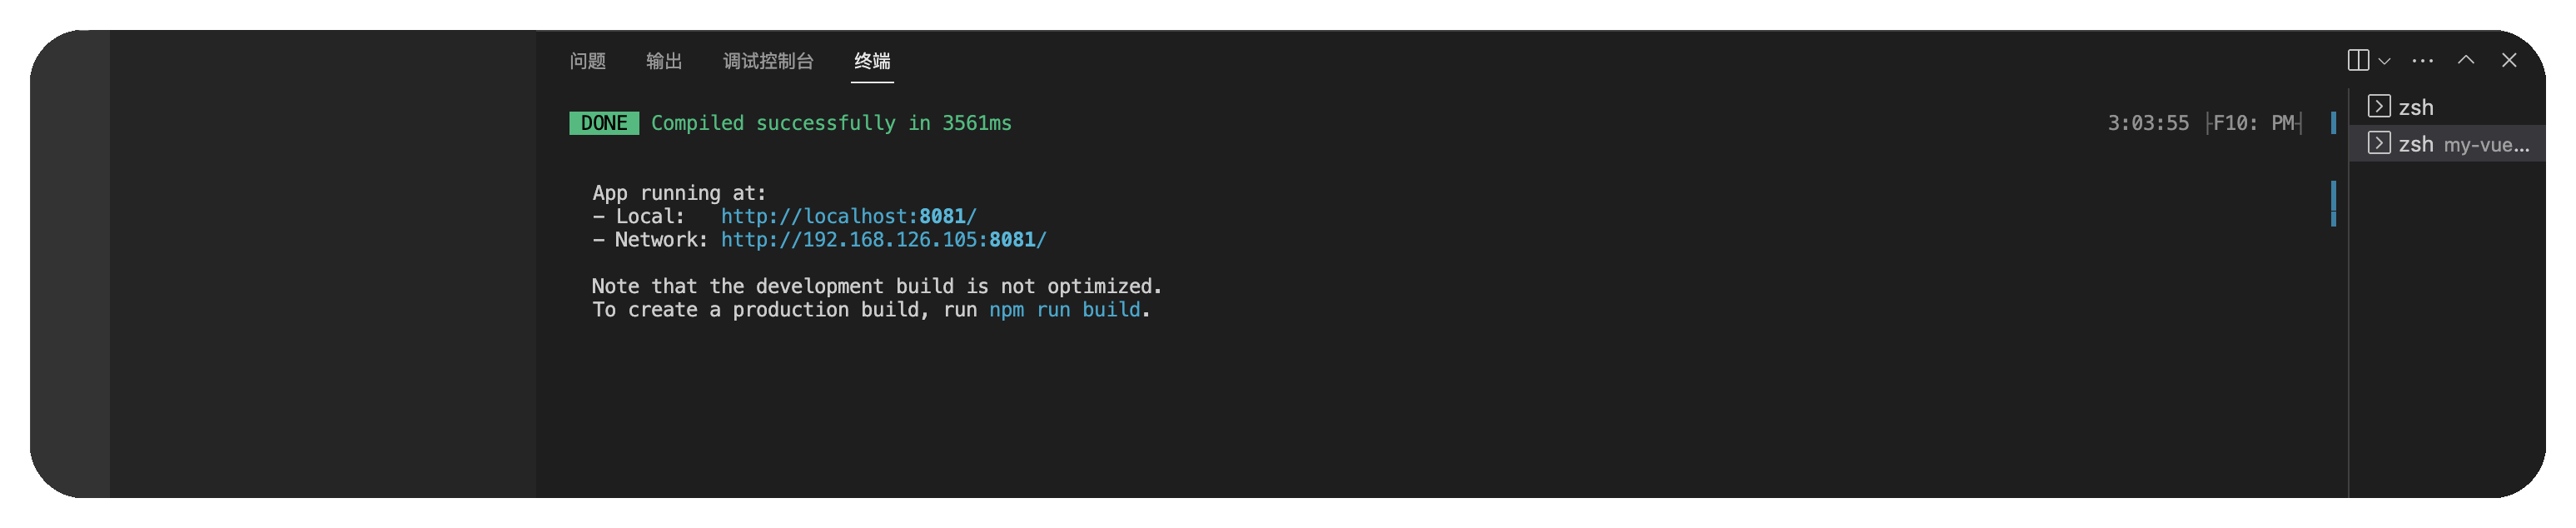 问题 输出 调试控制台 终端
DONE Compiled successfully in 3561ms 3:03:55 ├F10: PM┤
App running at:
- Local: http://localhost:8081/
- Network: http://192.168.126.105:8081/
Note that the development build is not optimized.
To create a production build, run npm run build.
zsh
zsh my-vue...